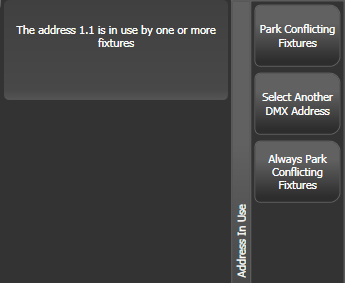 The address 1.1 is in use by one or more
fixtures
Park Conflicting
Fixtures
Select Another
DMX Address
Always Park
Conflicting
Fixtures
Address In Use